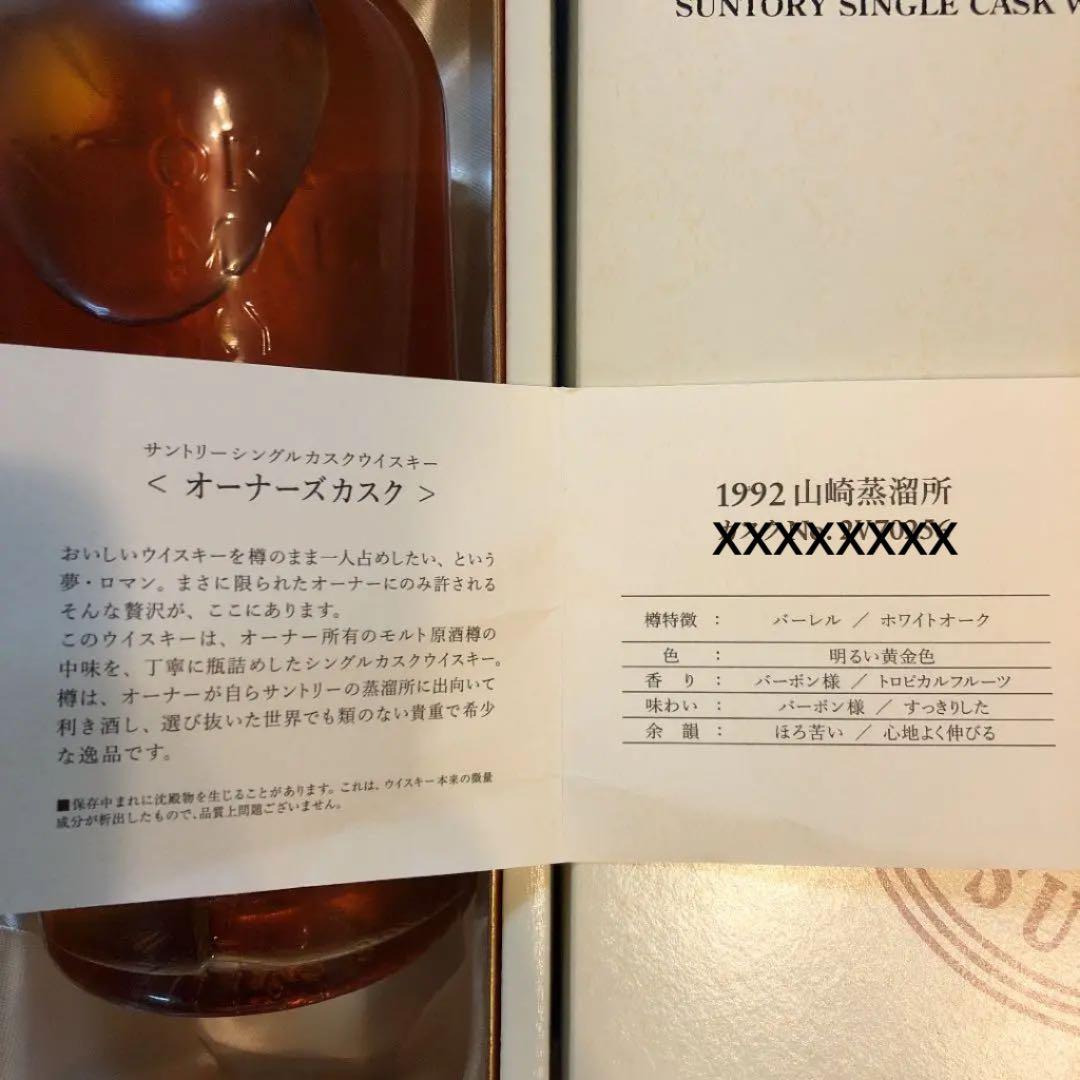 SUNTORY SINGLE CASK W
サントリーシングルカスクウイスキー
< オーナーズカスク >
おいしいウイスキーを樽のまま一人占めしたい、という
夢・ロマン。まさに限られたオーナーにのみ許される
そんな贅沢が、ここにあります。
このウイスキーは、オーナー所有のモルト原酒樽の
中味を、丁寧に瓶詰めしたシングルカスクウイスキー。
樽は、オーナーが自らサントリーの蒸溜所に出向いて
利き酒し、選び抜いた世界でも類のない貴重で希少
な逸品です。
■保存中まれに沈殿物を生じることがあります。これは、ウイスキー本来の微量
成分が析出したもので、品質上問題ございません。
1992 山崎蒸溜所
XXXXXXXX
樽特徴 : バーレル / ホワイトオーク
色 : 明るい黄金色
香り : バーボン様 / トロピカルフルーツ
味わい : バーボン様 / すっきりした
余韻 : ほろ苦い / 心地よく伸びる
SU